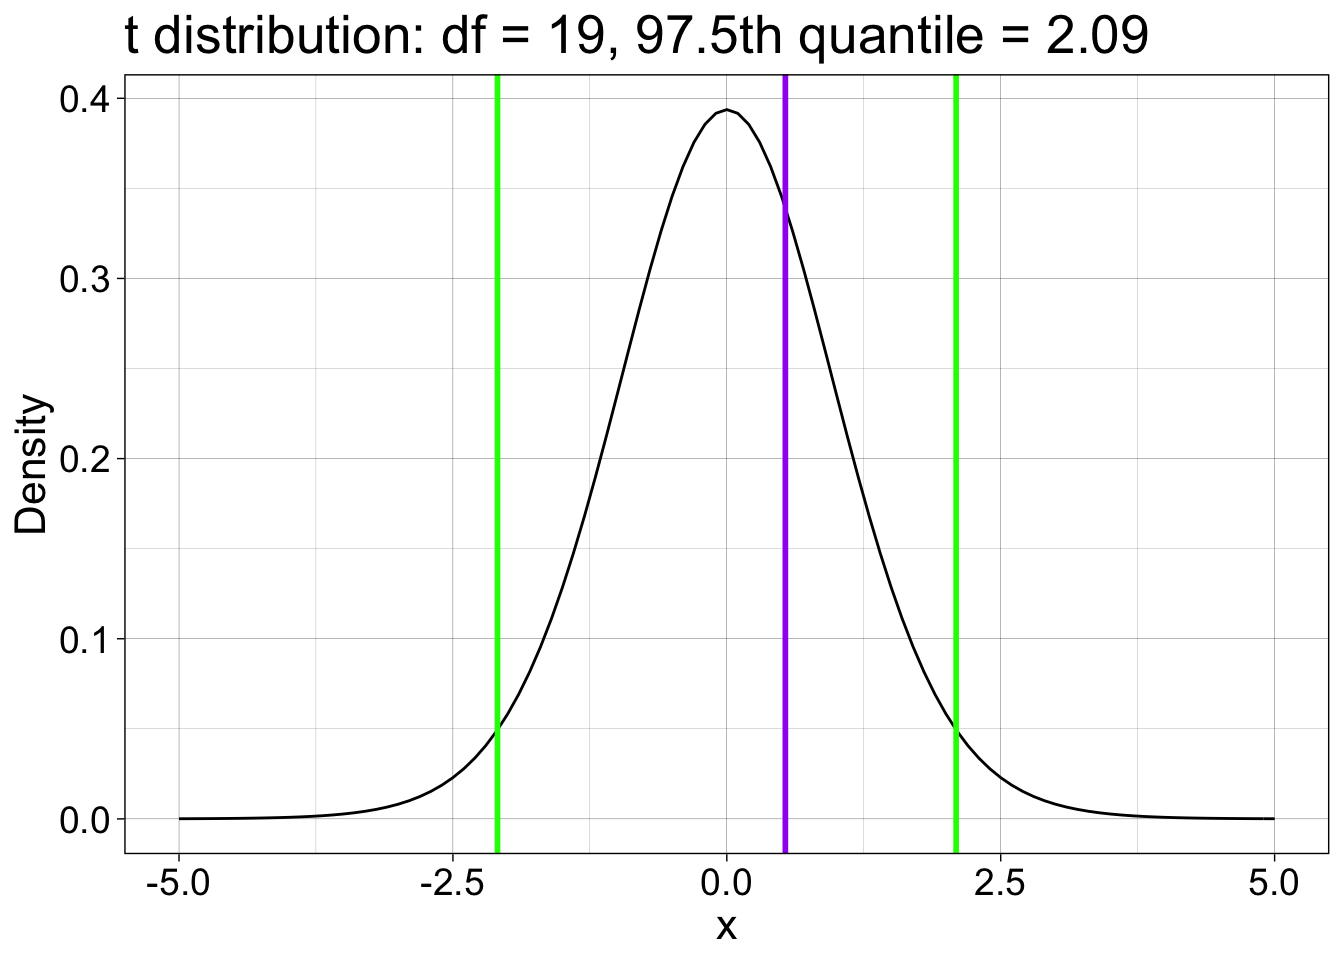 t distribution: df = 19, 97.5th quantile = 2.09
0.4
0.3
0.2
0.1
0.0
Density
-5.0 -2.5 0.0 2.5 5.0
x